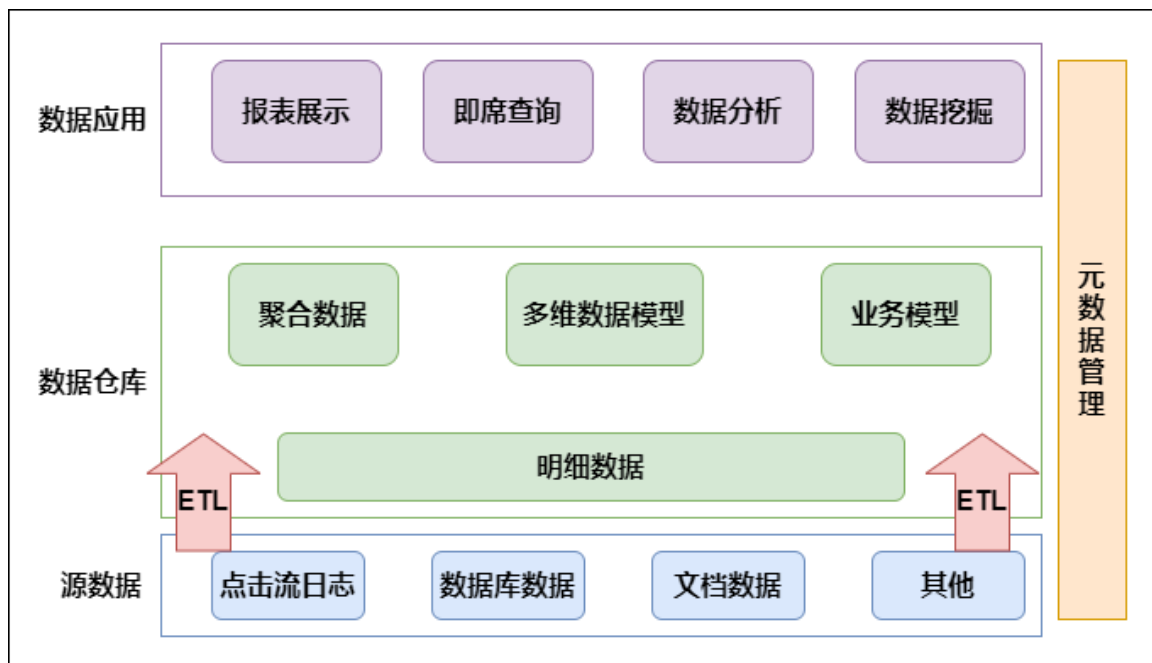 数据应用
报表展示
即席查询
数据分析
数据挖掘
数据仓库
聚合数据
多维数据模型
业务模型
明细数据
ETL
ETL
源数据
点击流日志
数据库数据
文档数据
其他
元数据管理